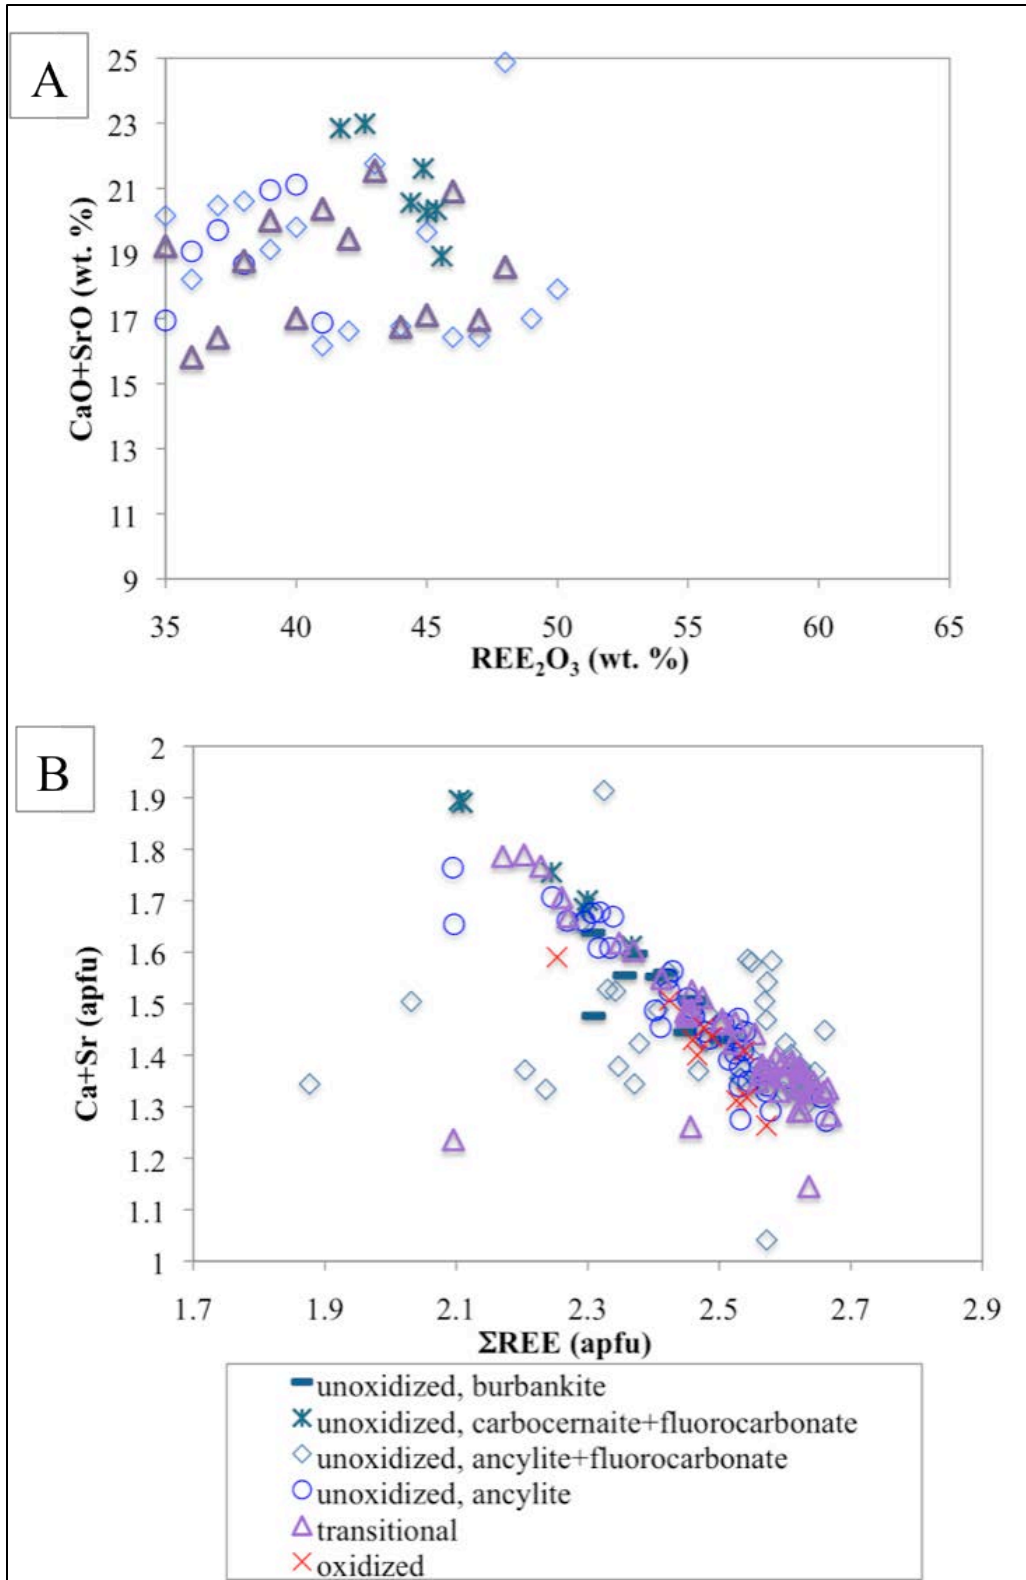 A
25
23
21
19
17
15
13
11
9
CaO+SrO (wt. %)
35 40 45 50 55 60 65
REE₂O₃ (wt. %)
B
2
1.9
1.8
1.7
1.6
1.5
1.4
1.3
1.2
1.1
1
Ca+Sr (apfu)
1.7 1.9 2.1 2.3 2.5 2.7 2.9
ΣREE (apfu)
unoxidized, burbankite
unoxidized, carbocernaite+fluorocarbonate
unoxidized, ancylite+fluorocarbonate
unoxidized, ancylite
transitional
oxidized